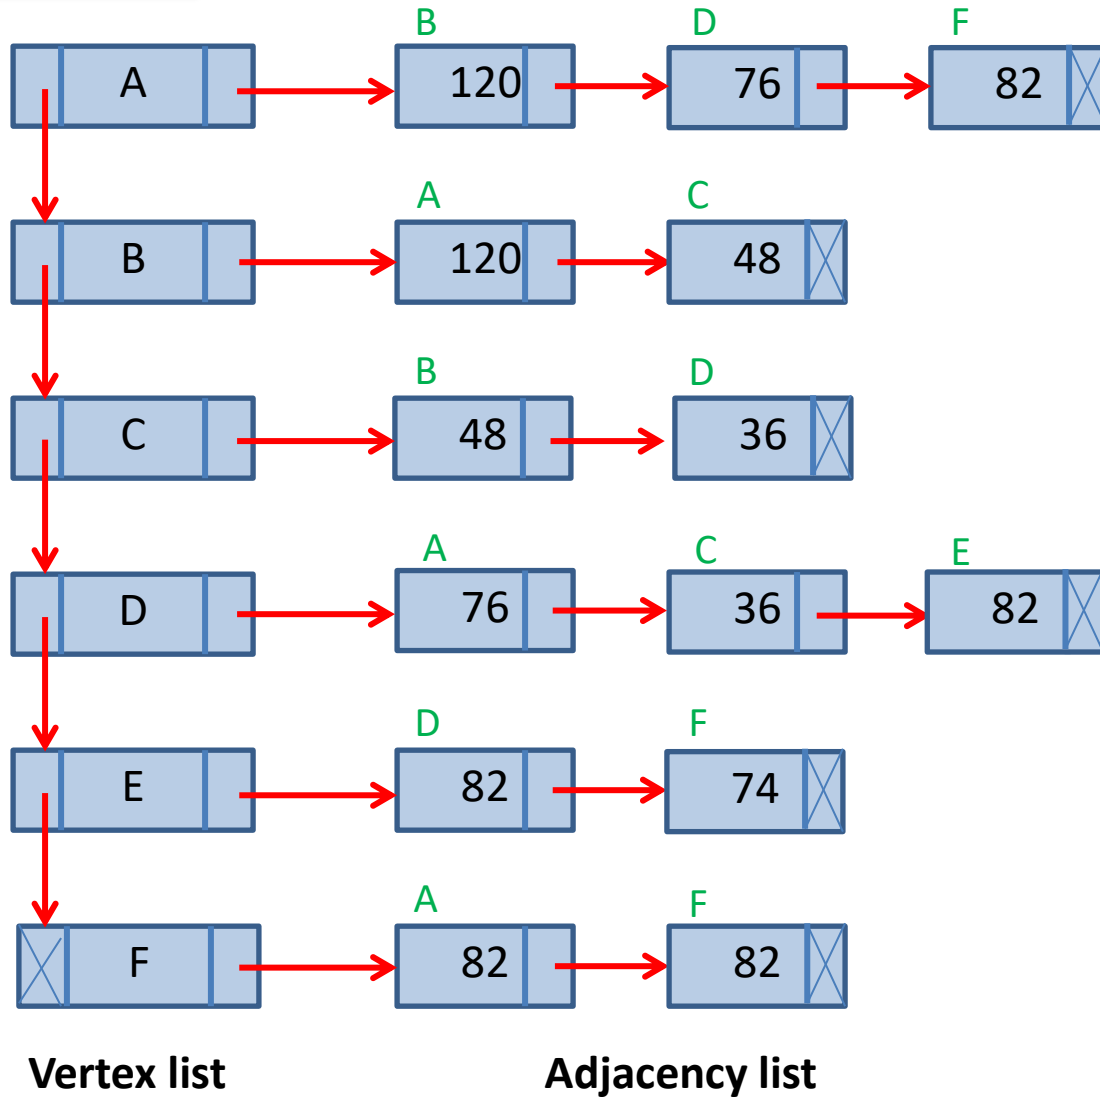 B D F
A 120 76 82
A C
B 120 48
B D
C 48 36
A C E
D 76 36 82
D F
E 82 74
A F
F 82 82
Vertex list Adjacency list